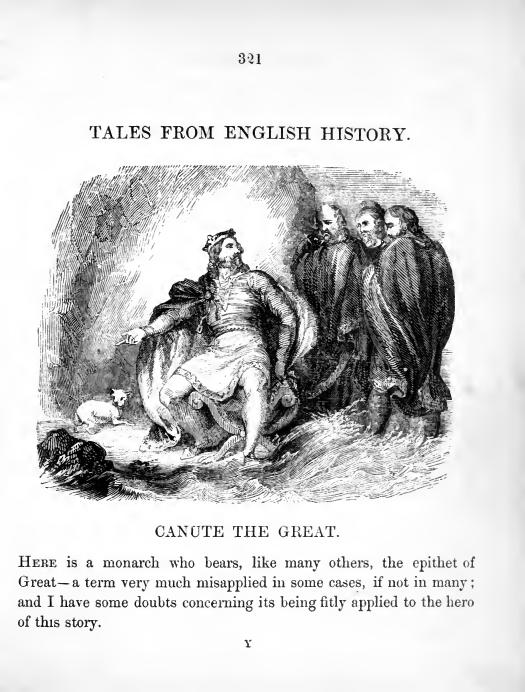 321
TALES FROM ENGLISH HISTORY.
CANUTE THE GREAT.
HERE is a monarch who bears, like many others, the epithet of
Great—a term very much misapplied in some cases, if not in many;
and I have some doubts concerning its being fitly applied to the hero
of this story.
Y